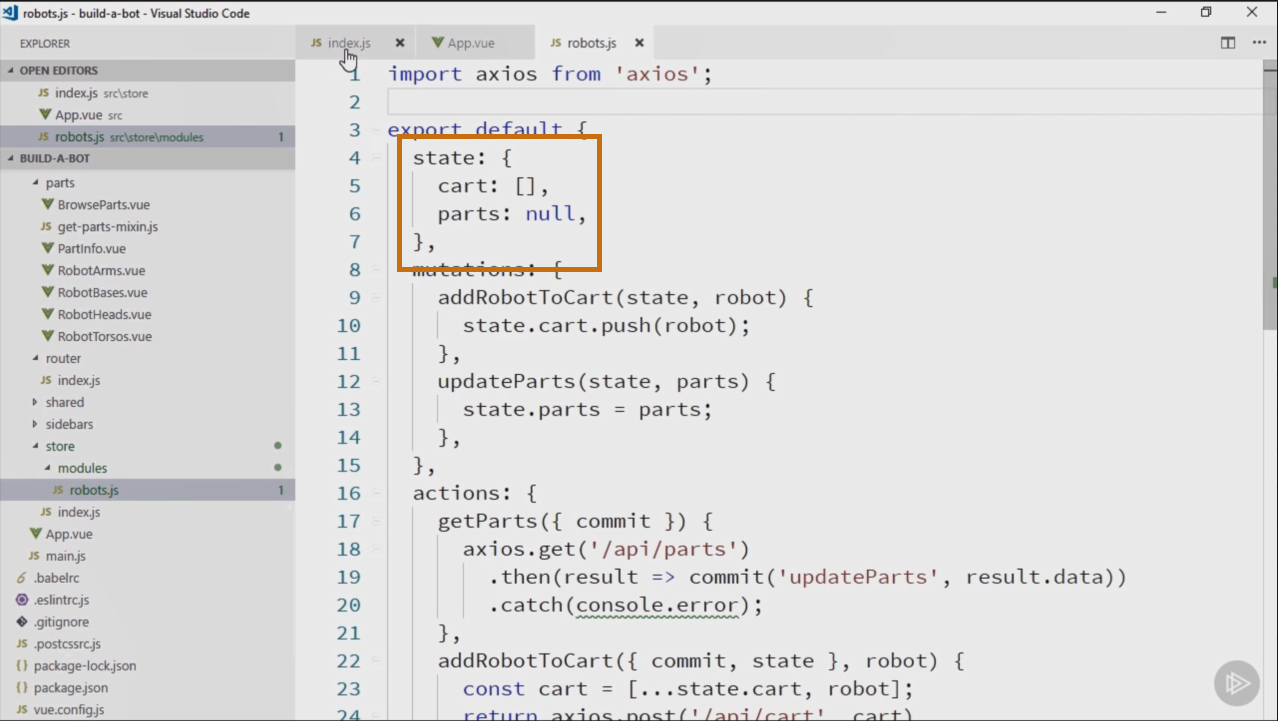 robots.js - build-a-bot - Visual Studio Code
EXPLORER
OPEN EDITORS
JS index.js src\store
App.vue src
JS robots.js src\store\modules 1
BUILD-A-BOT
parts
BrowseParts.vue
JS get-parts-mixin.js
PartInfo.vue
RobotArms.vue
RobotBases.vue
RobotHeads.vue
RobotTorsos.vue
router
JS index.js
shared
sidebars
store
modules
JS robots.js 1
JS index.js
App.vue
JS main.js
.babelrc
.eslintrc.js
.gitignore
JS .postcssrc.js
{} package-lock.json
{} package.json
JS vue.config.js
JS index.js App.vue JS robots.js
1 import axios from 'axios';
2
3 export default {
4 state: {
5 cart: [],
6 parts: null,
7 },
8 mutations: {
9 addRobotToCart(state, robot) {
10 state.cart.push(robot);
11 },
12 updateParts(state, parts) {
13 state.parts = parts;
14 },
15 },
16 actions: {
17 getParts({ commit }) {
18 axios.get('/api/parts')
19 .then(result => commit('updateParts', result.data))
20 .catch(console.error);
21 },
22 addRobotToCart({ commit, state }, robot) {
23 const cart = [...state.cart, robot];
24 return axios.post('/api/cart', cart)